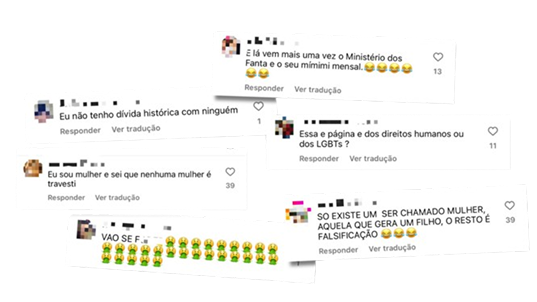 E lá vem mais uma vez o Ministério dos
Fanta e o seu mimimi mensal.😂😂😂😂
😂😂
13
Responder Ver tradução
Eu não tenho dívida histórica com ninguém
1
Responder Ver tradução
Essa e página e dos direitos humanos ou
dos LGBTs ?
11
Responder Ver tradução
Eu sou mulher e sei que nenhuma mulher é
travesti
39
Responder Ver tradução
SO EXISTE UM SER CHAMADO MULHER,
AQUELA QUE GERA UM FILHO, O RESTO É
FALSIFICAÇÃO 😂😂😂
39
Responder Ver tradução
VAO SE F